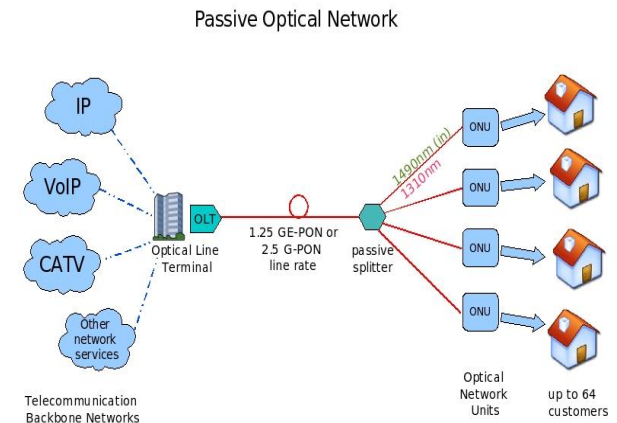 Passive Optical Network
IP
VoIP
CATV
Other
network
services
Telecommunication
Backbone Networks
OLT
Optical Line
Terminal
1.25 GE-PON or
2.5 G-PON
line rate
passive
splitter
1490nm (in)
1310nm
ONU
ONU
ONU
ONU
Optical
Network
Units
up to 64
customers